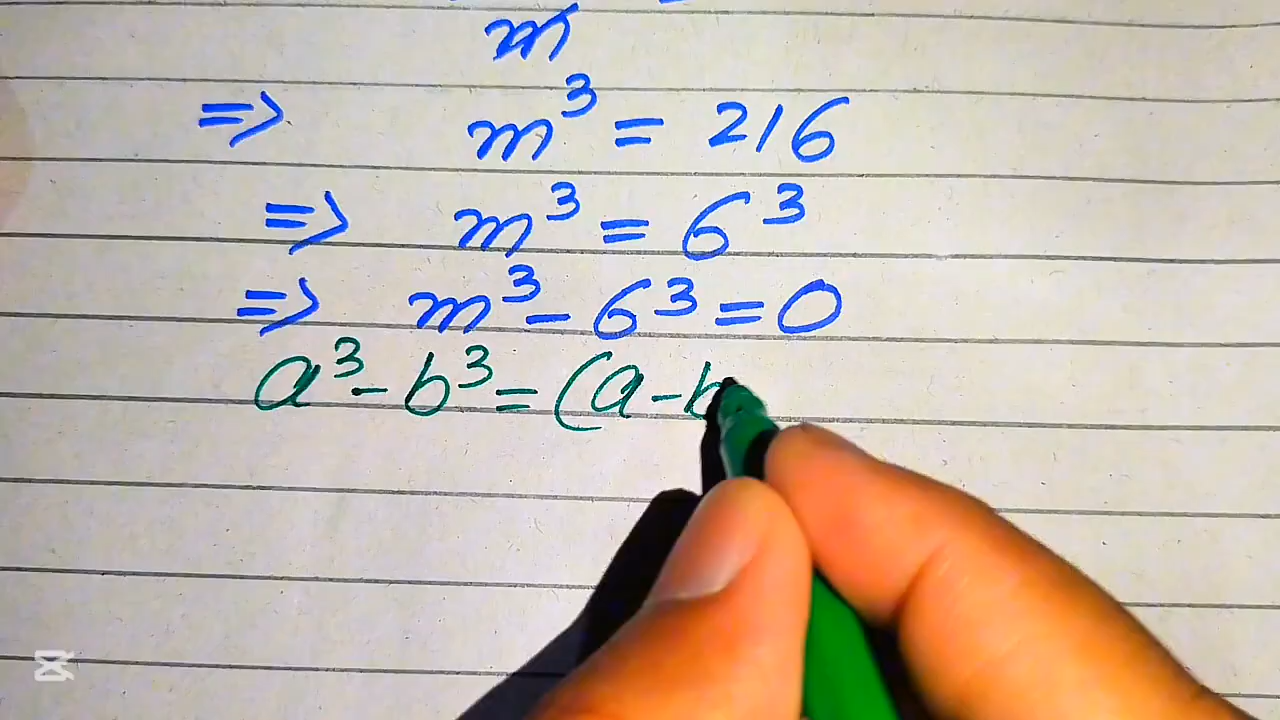 m
=> m³ = 216
=> m³ = 6³
=> m³ - 6³ = 0
a³ - b³ = (a - b